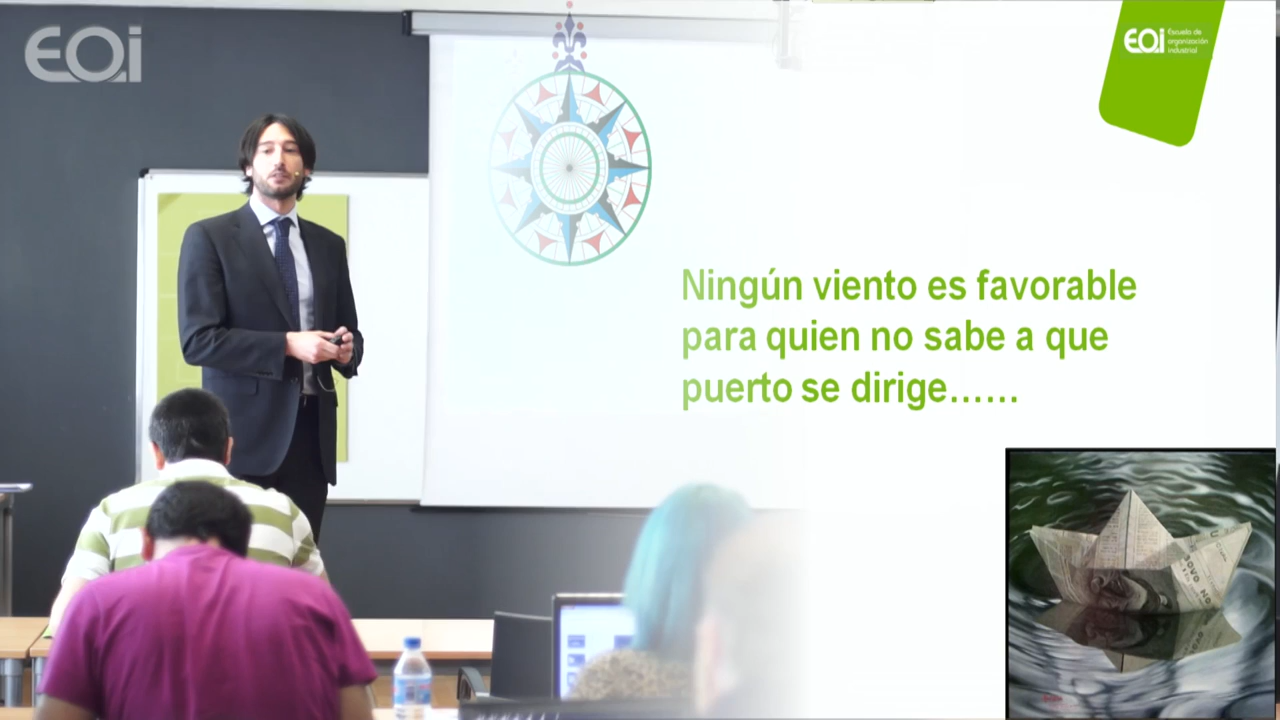 EOi
EOi
Escuela de
organización
industrial
Ningún viento es favorable
para quien no sabe a que
puerto se dirige……